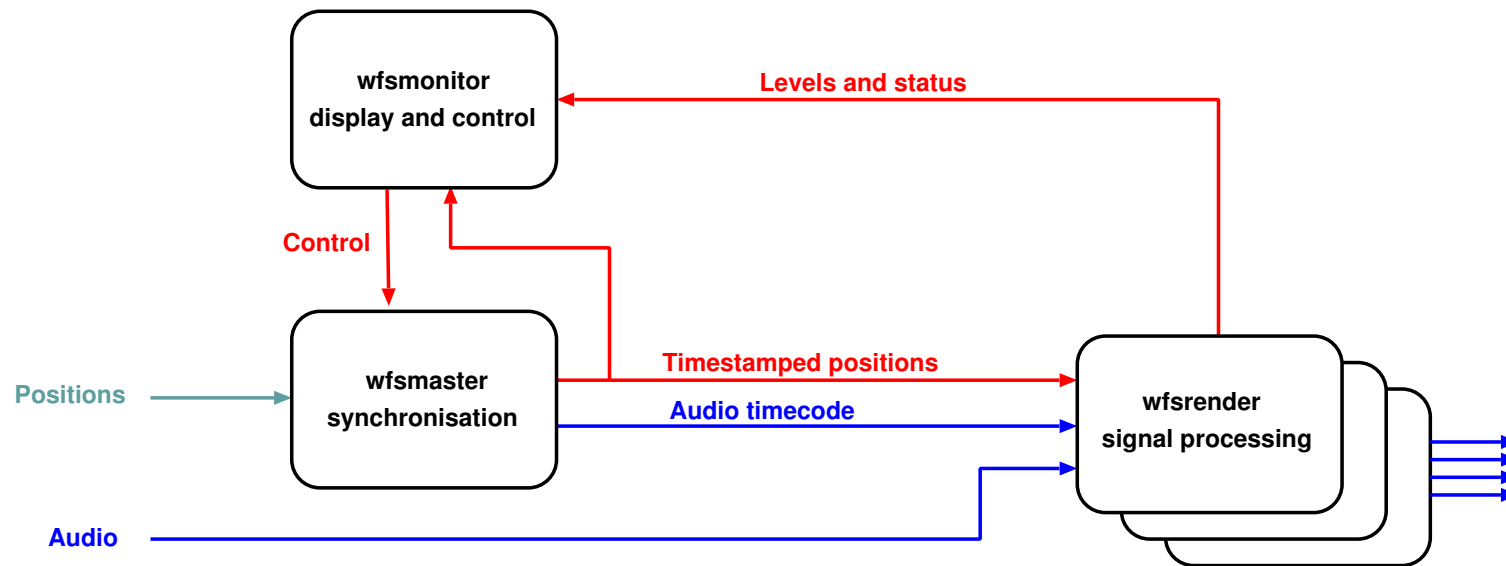 wfsmonitor
display and control
Levels and status
Control
Timestamped positions
wfsmaster
synchronisation
Positions
Audio timecode
wfsrender
signal processing
Audio